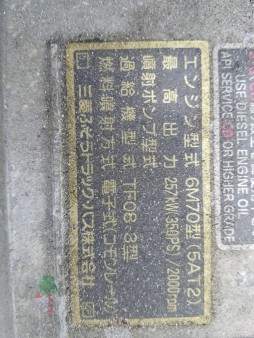 エンジン型式 6M70型(5AT2)
最高出力 257KW(350PS)/2000rpm
噴射ポンプ型式
過給機型式 TF08-3型
燃料噴射方式 電子式(コモンレール)
三菱ふそうトラック・バス株式会社
USE DIESEL ENGINE OIL
API SERVICE CD OR HIGHER GRADE